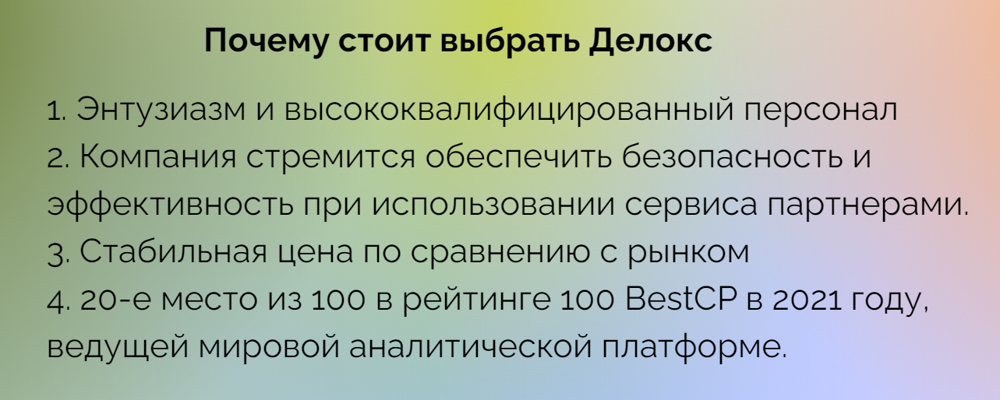 Почему стоит выбрать Делокс
1. Энтузиазм и высококвалифицированный персонал
2. Компания стремится обеспечить безопасность и
эффективность при использовании сервиса партнерами.
3. Стабильная цена по сравнению с рынком
4. 20-е место из 100 в рейтинге 100 BestCP в 2021 году,
ведущей мировой аналитической платформе.